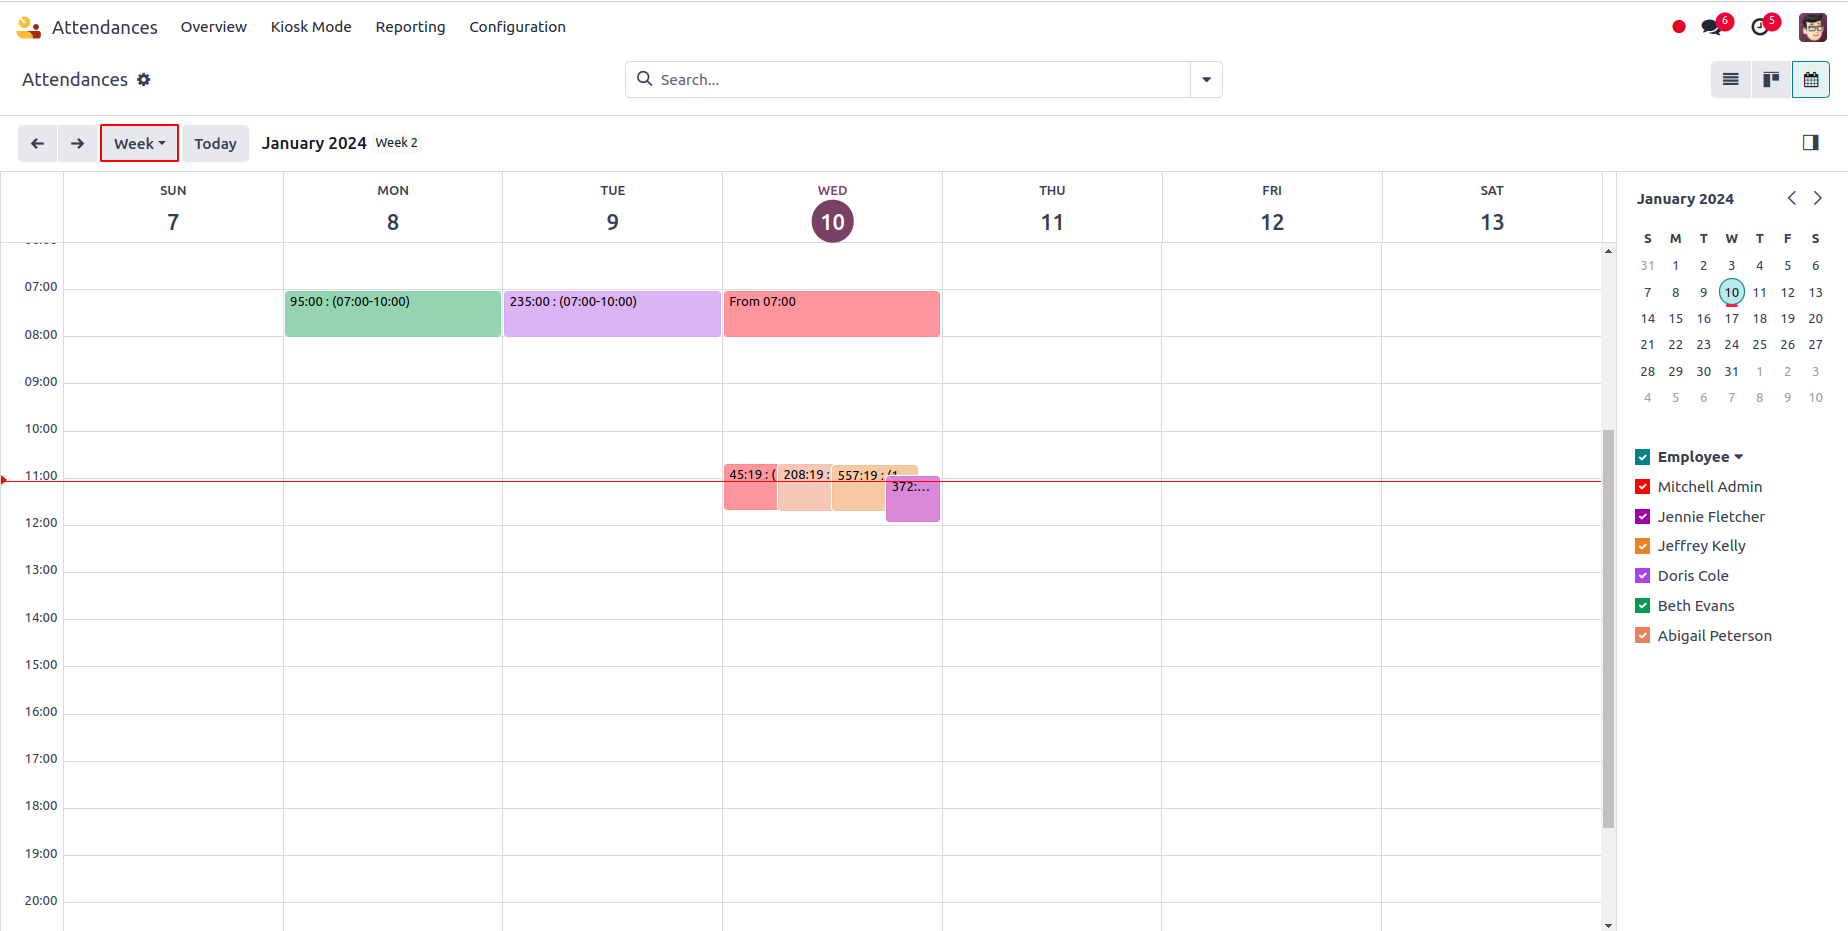 Attendances Overview Kiosk Mode Reporting Configuration 6 5
Attendances Search...
Week Today January 2024 Week 2
SUN MON TUE WED THU FRI SAT
7 8 9 10 11 12 13
07:00
95:00 : (07:00-10:00) 235:00 : (07:00-10:00) From 07:00
08:00
09:00
10:00
11:00
45:19 : ( 208:19 : 557:19 : (1
372:...
12:00
13:00
14:00
15:00
16:00
17:00
18:00
19:00
20:00
January 2024
S M T W T F S
31 1 2 3 4 5 6
7 8 9 10 11 12 13
14 15 16 17 18 19 20
21 22 23 24 25 26 27
28 29 30 31 1 2 3
4 5 6 7 8 9 10
Employee
Mitchell Admin
Jennie Fletcher
Jeffrey Kelly
Doris Cole
Beth Evans
Abigail Peterson